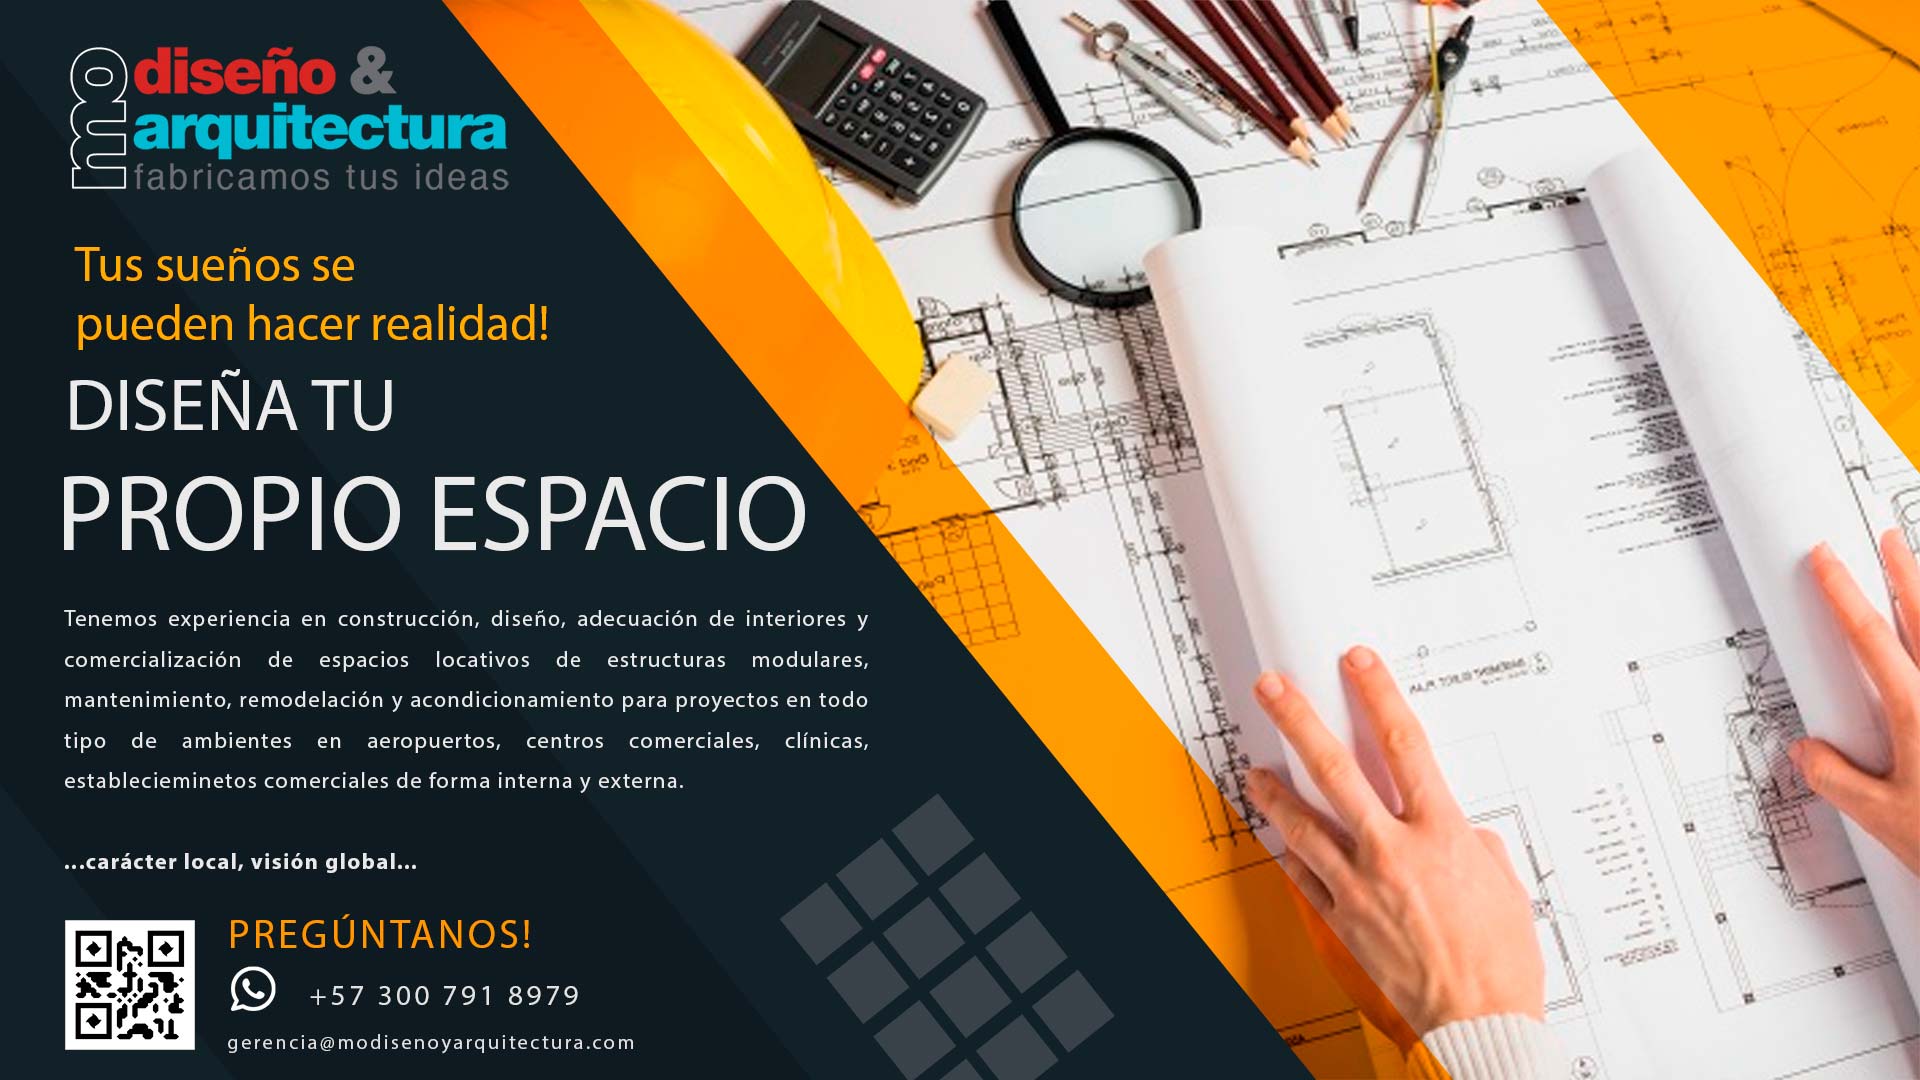 mo
diseño &
arquitectura
fabricamos tus ideas
Tus sueños se
pueden hacer realidad!
DISEÑA TU
PROPIO ESPACIO
Tenemos experiencia en construcción, diseño, adecuación de interiores y
comercialización de espacios locativos de estructuras modulares,
mantenimiento, remodelación y acondicionamiento para proyectos en todo
tipo de ambientes en aeropuertos, centros comerciales, clínicas,
establecieminetos comerciales de forma interna y externa.
...carácter local, visión global...
PREGÚNTANOS!
+57 300 791 8979
gerencia@modisenoyarquitectura.com